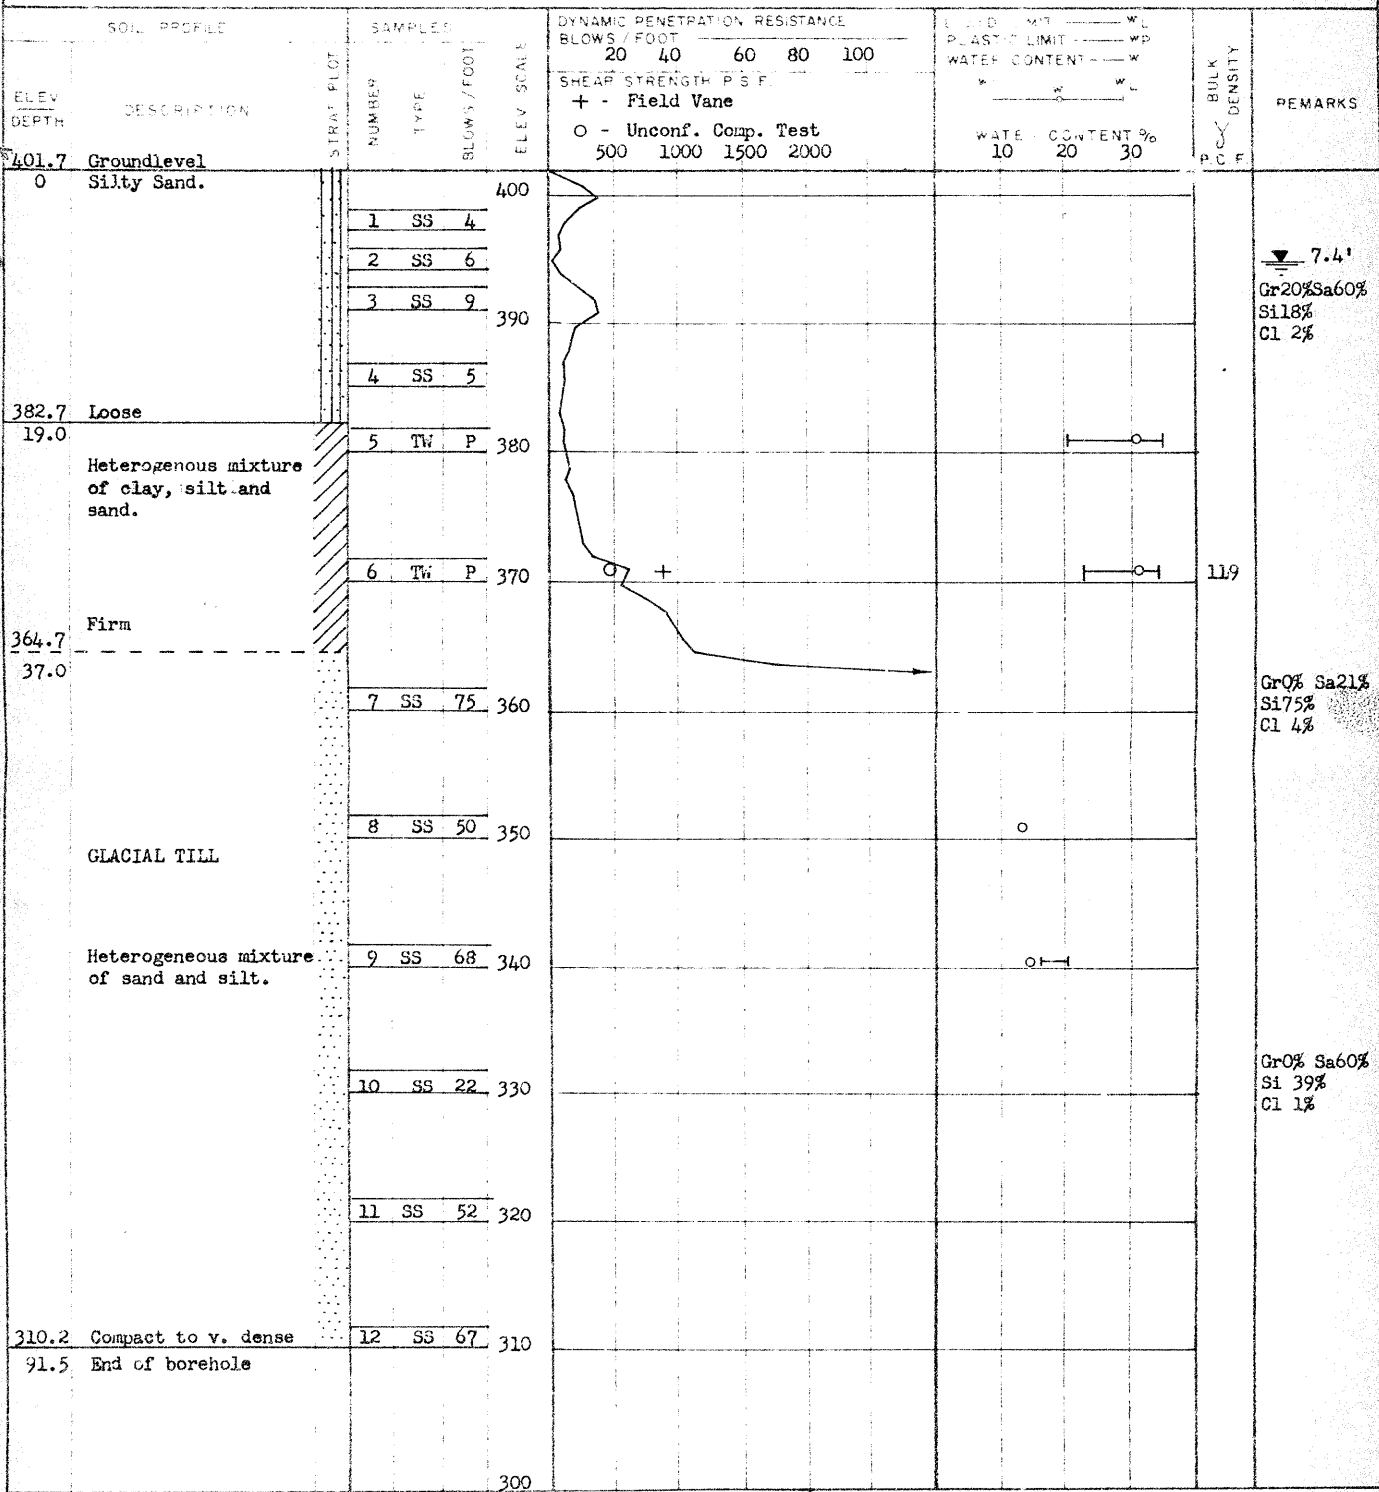 SOIL PROFILE
SAMPLES
DYNAMIC PENETRATION RESISTANCE
BLOWS / FOOT
20 40 60 80 100
SHEAR STRENGTH P.S.F.
+ - Field Vane
O - Unconf. Comp. Test
500 1000 1500 2000
LIQUID LIMIT WL
PLASTIC LIMIT WP
WATER CONTENT W
WATER CONTENT %
10 20 30
BULK DENSITY
γ
P.C.F.
REMARKS
ELEV
DEPTH
DESCRIPTION
STRAT PLOT
NUMBER
TYPE
BLOWS / FOOT
ELEV SCALE
401.7 Groundlevel
0 Silty Sand.
400
1 SS 4
2 SS 6
7.4'
3 SS 9
390
Gr20%Sa60%
Si18%
Cl 2%
4 SS 5
382.7 Loose
19.0
5 TW P 380
Heterogenous mixture
of clay, silt and
sand.
6 TW P 370
119
Firm
364.7
37.0
7 SS 75 360
Gr0% Sa21%
Si75%
Cl 4%
8 SS 50 350
GLACIAL TILL
Heterogeneous mixture
of sand and silt.
9 SS 68 340
10 SS 22 330
Gr0% Sa60%
Si 39%
Cl 1%
11 SS 52 320
310.2 Compact to v. dense
12 SS 67 310
91.5 End of borehole
300